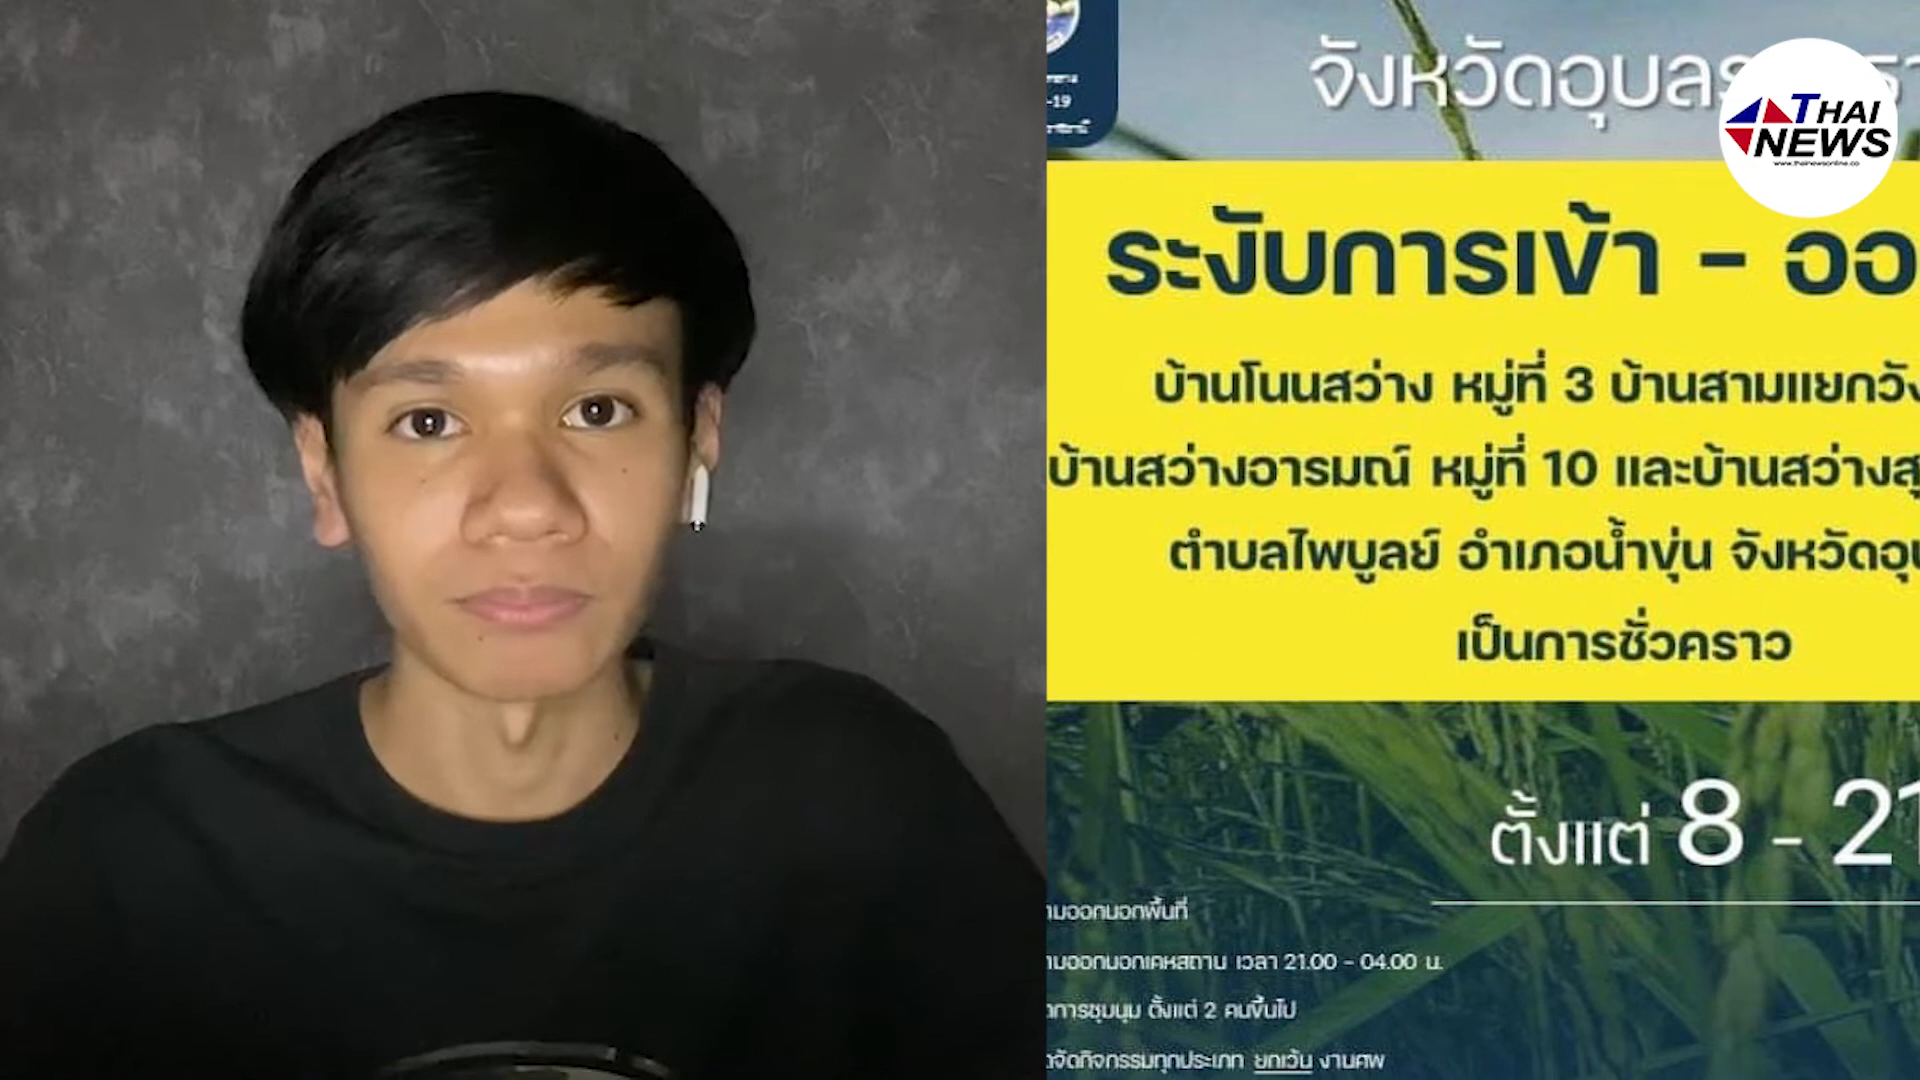 -19
จังหวัดอุบล
THAI
NEWS
www.thainewsonline.co
ระงับการเข้า - ออ
บ้านโนนสว่าง หมู่ที่ 3 บ้านสามแยกวัง
บ้านสว่างอารมณ์ หมู่ที่ 10 และบ้านสว่างสุ
ตำบลไพบูลย์ อำเภอน้ำขุ่น จังหวัดอุ
เป็นการชั่วคราว
ตั้งแต่ 8 - 21
ามออกนอกพื้นที่
ามออกนอกเคหสถาน เวลา 21.00 - 04.00 น.
การชุมนุม ตั้งแต่ 2 คนขึ้นไป
จัดกิจกรรมทุกประเภท ยกเว้น งานศพ